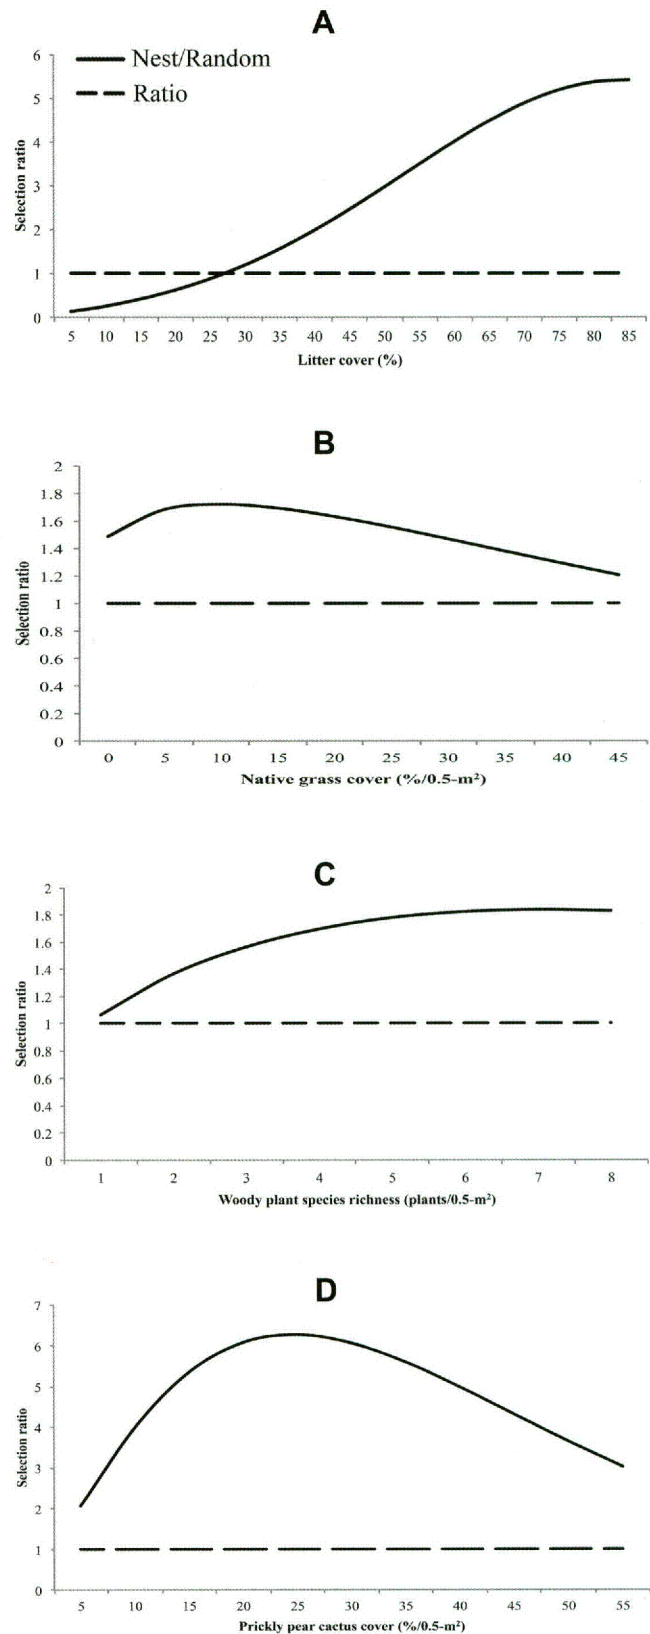 A
6
5
4
3
2
1
0
Selection ratio
Nest/Random
Ratio
5 10 15 20 25 30 35 40 45 50 55 60 65 70 75 80 85
Litter cover (%)
B
2
1.8
1.6
1.4
1.2
1
0.8
0.6
0.4
0.2
0
Selection ratio
0 5 10 15 20 25 30 35 40 45
Native grass cover (%/0.5-m²)
C
2
1.8
1.6
1.4
1.2
1
0.8
0.6
0.4
0.2
0
Selection ratio
1 2 3 4 5 6 7 8
Woody plant species richness (plants/0.5-m²)
D
7
6
5
4
3
2
1
0
Selection ratio
5 10 15 20 25 30 35 40 45 50 55
Prickly pear cactus cover (%/0.5-m²)